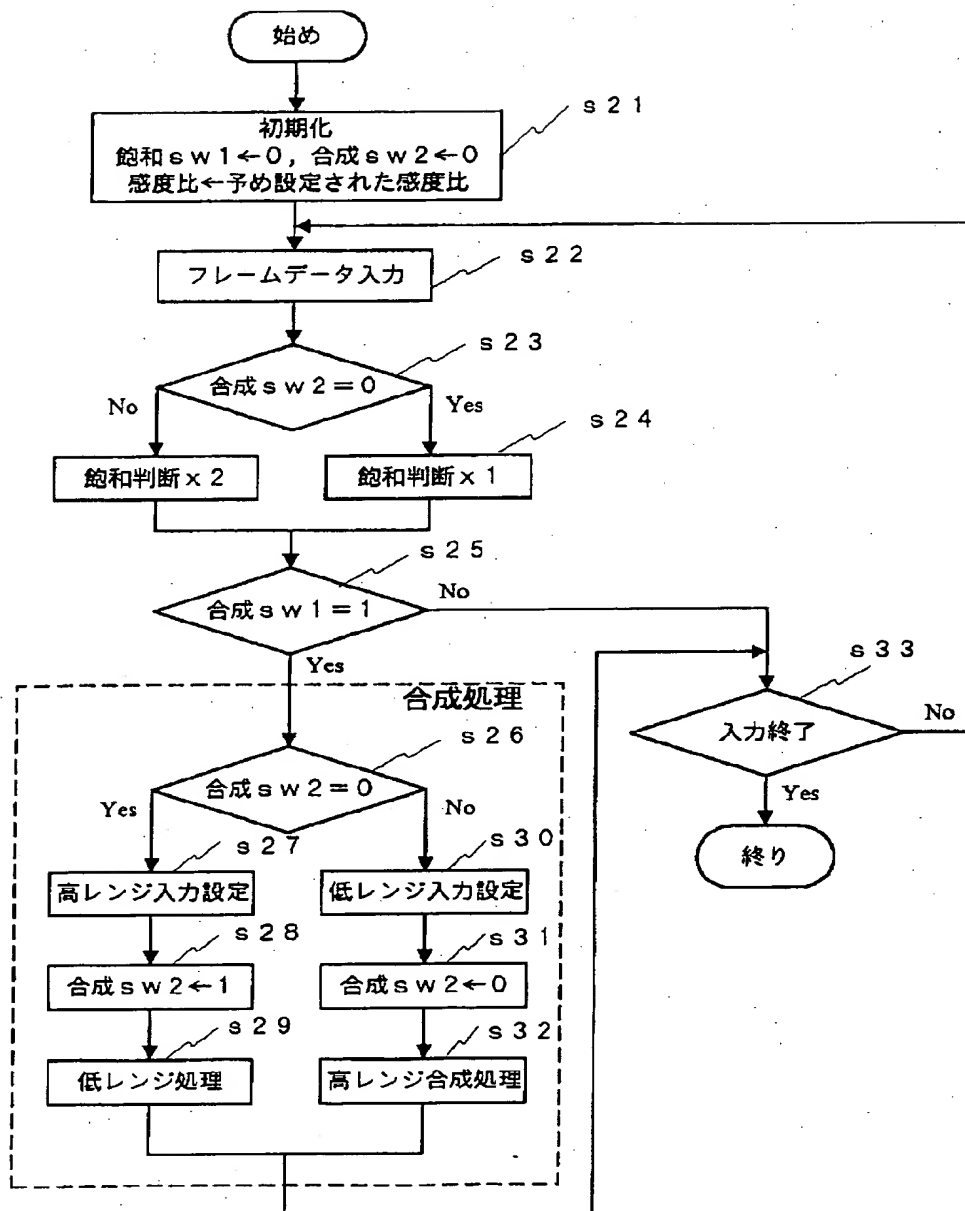 始め
s21
初期化
飽和sw1←0，合成sw2←0
感度比←予め設定された感度比
s22
フレームデータ入力
s23
合成sw2＝0
No
Yes
s24
飽和判断x2
飽和判断x1
s25
合成sw1＝1
No
Yes
s33
入力終了
No
Yes
終り
合成処理
s26
合成sw2＝0
Yes
No
s27
s30
高レンジ入力設定
低レンジ入力設定
s28
s31
合成sw2←1
合成sw2←0
s29
s32
低レンジ処理
高レンジ合成処理